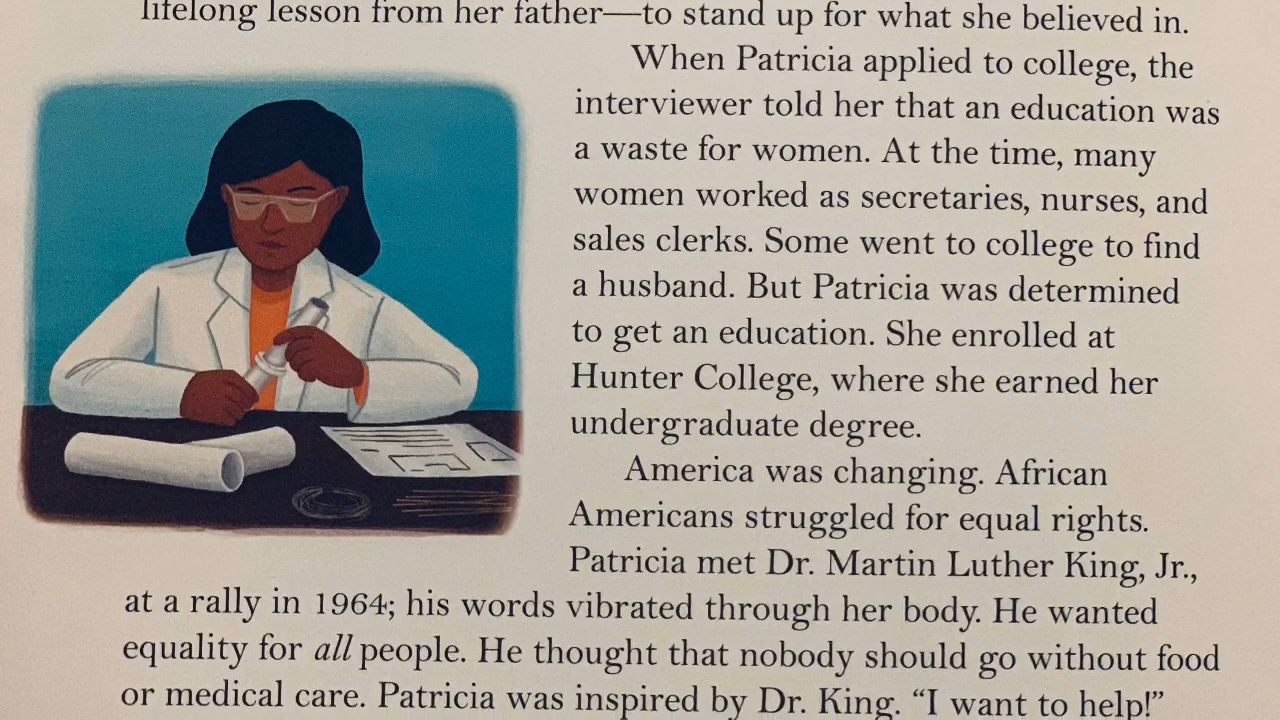 lifelong lesson from her father—to stand up for what she believed in.
When Patricia applied to college, the
interviewer told her that an education was
a waste for women. At the time, many
women worked as secretaries, nurses, and
sales clerks. Some went to college to find
a husband. But Patricia was determined
to get an education. She enrolled at
Hunter College, where she earned her
undergraduate degree.
America was changing. African
Americans struggled for equal rights.
Patricia met Dr. Martin Luther King, Jr.,
at a rally in 1964; his words vibrated through her body. He wanted
equality for all people. He thought that nobody should go without food
or medical care. Patricia was inspired by Dr. King. “I want to help!”